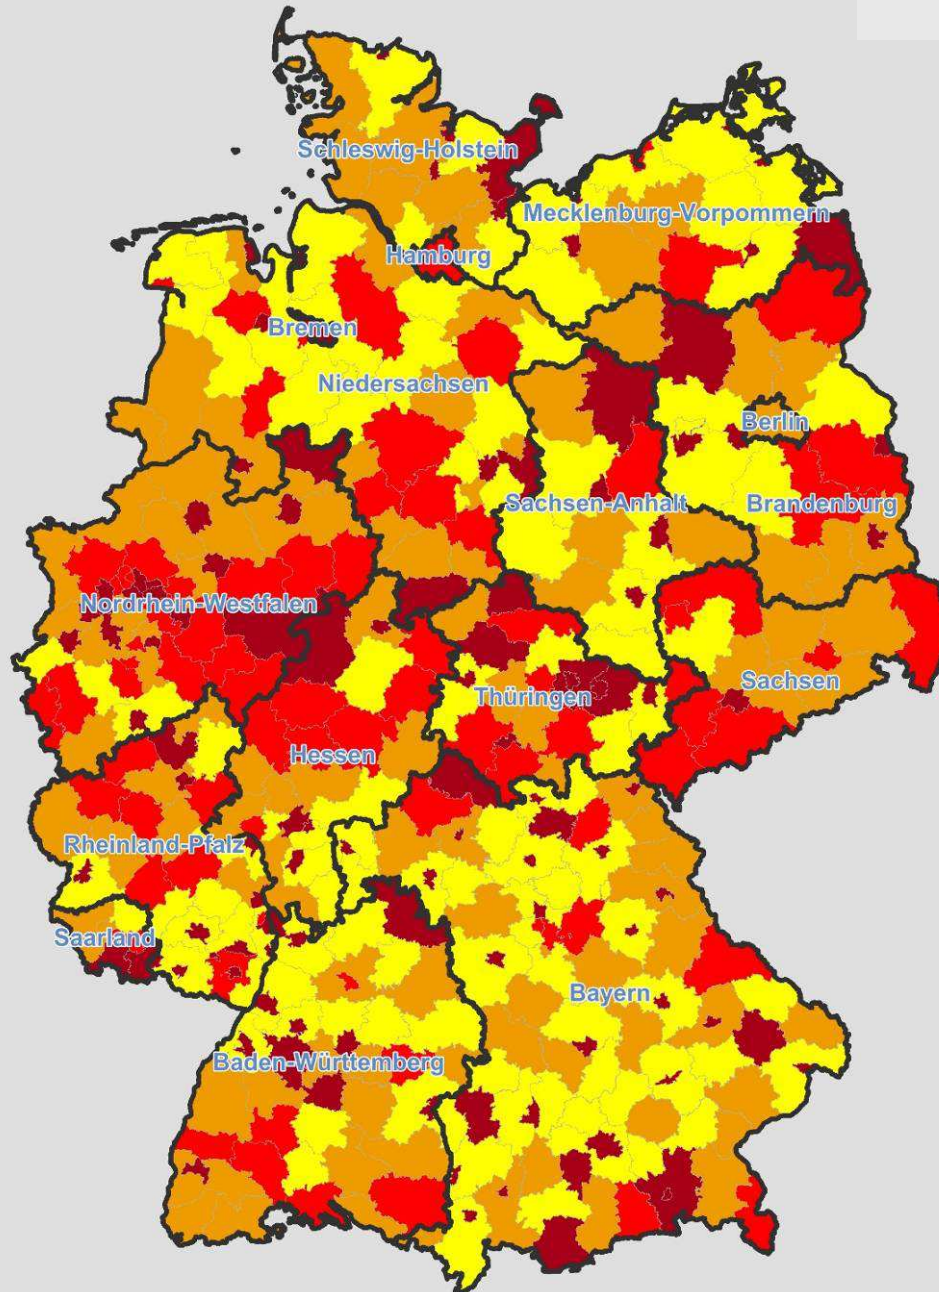 Schleswig-Holstein
Mecklenburg-Vorpommern
Hamburg
Bremen
Niedersachsen
Berlin
Sachsen-Anhalt
Brandenburg
Nordrhein-Westfalen
Sachsen
Thüringen
Hessen
Rheinland-Pfalz
Saarland
Bayern
Baden-Württemberg